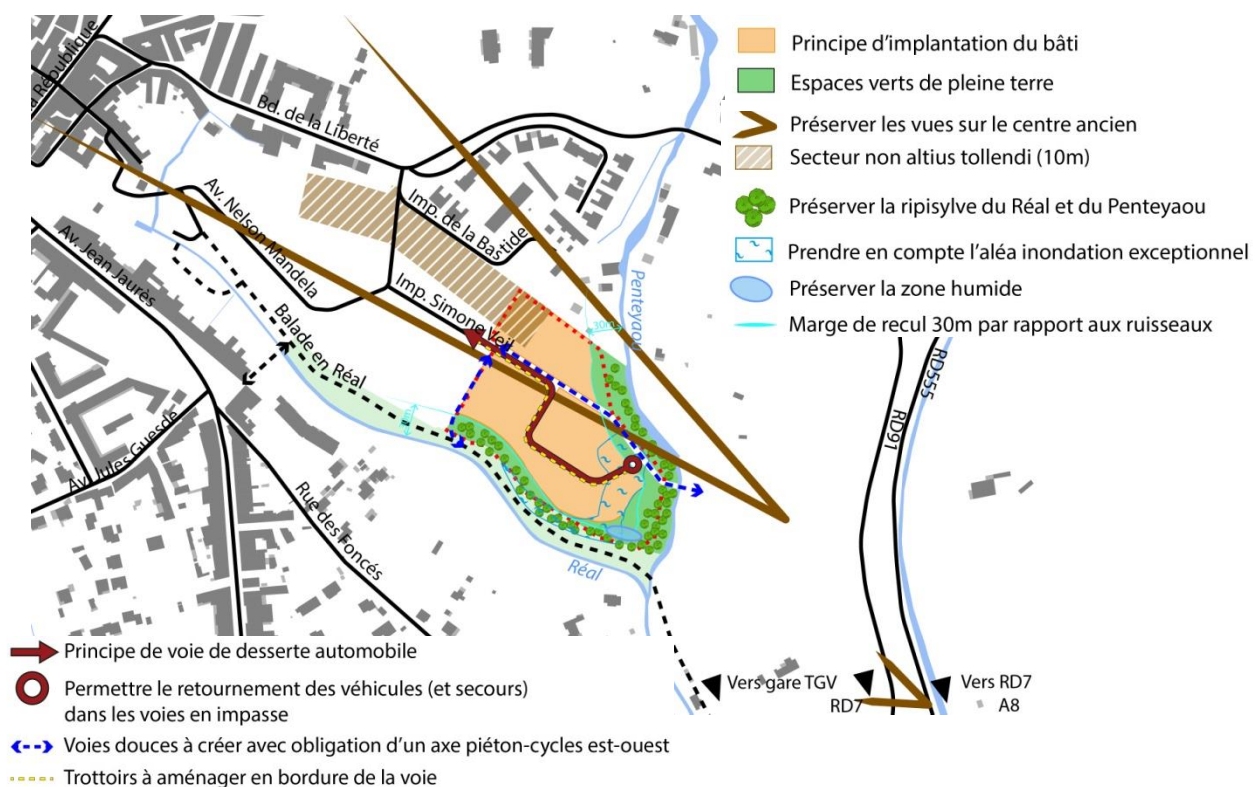 Principe d'implantation du bâti
Espaces verts de pleine terre
Préserver les vues sur le centre ancien
Secteur non altius tollendi (10m)
Préserver la ripisylve du Réal et du Penteyaou
Prendre en compte l'aléa inondation exceptionnel
Préserver la zone humide
Marge de recul 30m par rapport aux ruisseaux
République
Bd. de la Liberté
Av. Nelson Mandela
Imp. de la Bastide
Av. Jean Jaurès
Imp. Simone Veil
Penteyaou
30m
Balade en Réal
Av. Jules Guesde
Rue des Foncés
Réal
RD555
RD91
Vers gare TGV
RD7
Vers RD7
A8
Principe de voie de desserte automobile
Permettre le retournement des véhicules (et secours)
dans les voies en impasse
Voies douces à créer avec obligation d'un axe piéton-cycles est-ouest
Trottoirs à aménager en bordure de la voie